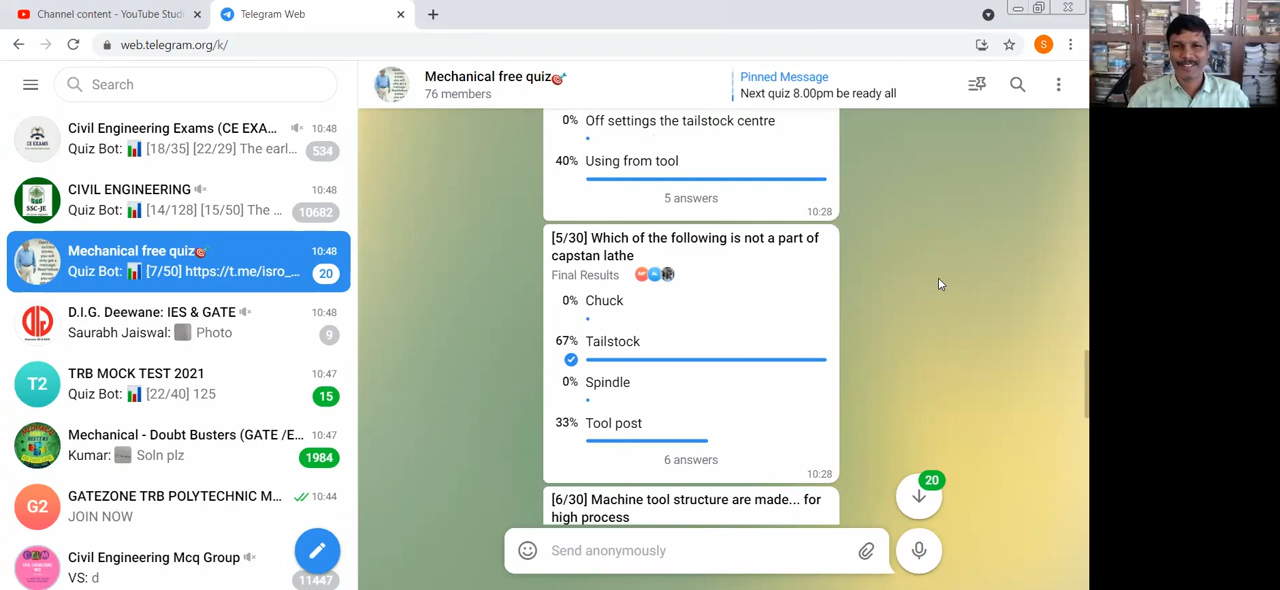 Channel content - YouTube Studi
Telegram Web
web.telegram.org/k/
S
Search
Civil Engineering Exams (CE EXA...
10:48
Quiz Bot: 📊 [18/35] [22/29] The earl...
534
CE EXAMS
CIVIL ENGINEERING
10:48
Quiz Bot: 📊 [14/128] [15/50] The ...
10682
SSC-JE
Mechanical free quiz🎯
10:48
Quiz Bot: 📊 [7/50] https://t.me/isro_...
20
D.I.G. Deewane: IES & GATE
10:48
Saurabh Jaiswal: Photo
9
T2
TRB MOCK TEST 2021
10:47
Quiz Bot: 📊 [22/40] 125
15
Mechanical - Doubt Busters (GATE /E...
10:47
Kumar: Soln plz
1984
G2
GATEZONE TRB POLYTECHNIC M...
10:44
JOIN NOW
Civil Engineering Mcq Group
VS: d
11447
Mechanical free quiz🎯
76 members
Pinned Message
Next quiz 8.00pm be ready all
0% Off settings the tailstock centre
40% Using from tool
5 answers
10:28
[5/30] Which of the following is not a part of
capstan lathe
Final Results
0% Chuck
67% Tailstock
0% Spindle
33% Tool post
6 answers
10:28
[6/30] Machine tool structure are made... for
high process
20
Send anonymously